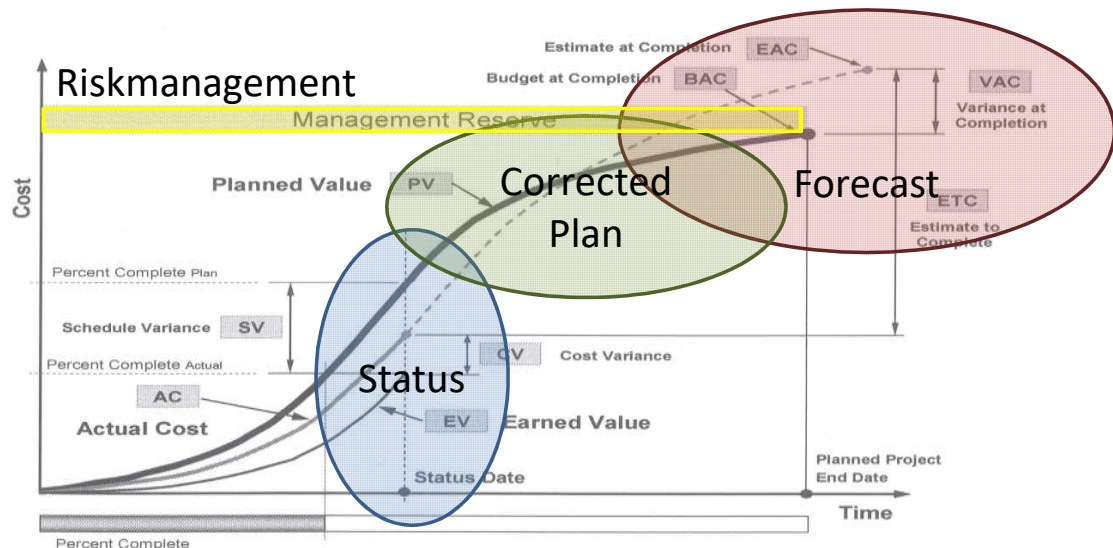 Estimate at Completion EAC
Riskmanagement
Budget at Completion BAC
VAC
Variance at
Completion
Management Reserve
Cost
Planned Value PV
Corrected
Plan
Forecast
ETC
Estimate to
Complete
Percent Complete Plan
Schedule Variance SV
CV Cost Variance
Percent Complete Actual
Status
AC
Actual Cost
EV Earned Value
Status Date
Planned Project
End Date
Time
Percent Complete